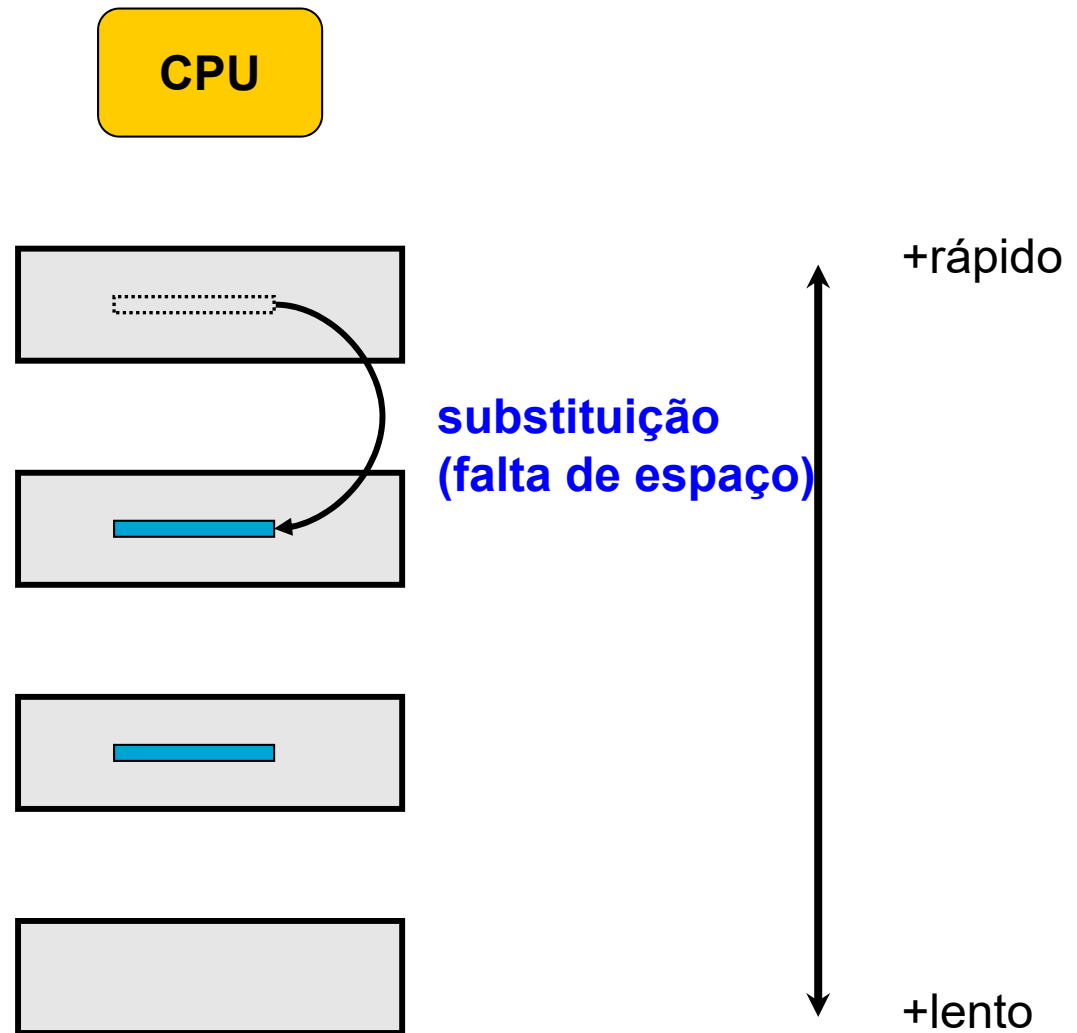 CPU
+rápido
substituição
(falta de espaço)
+lento